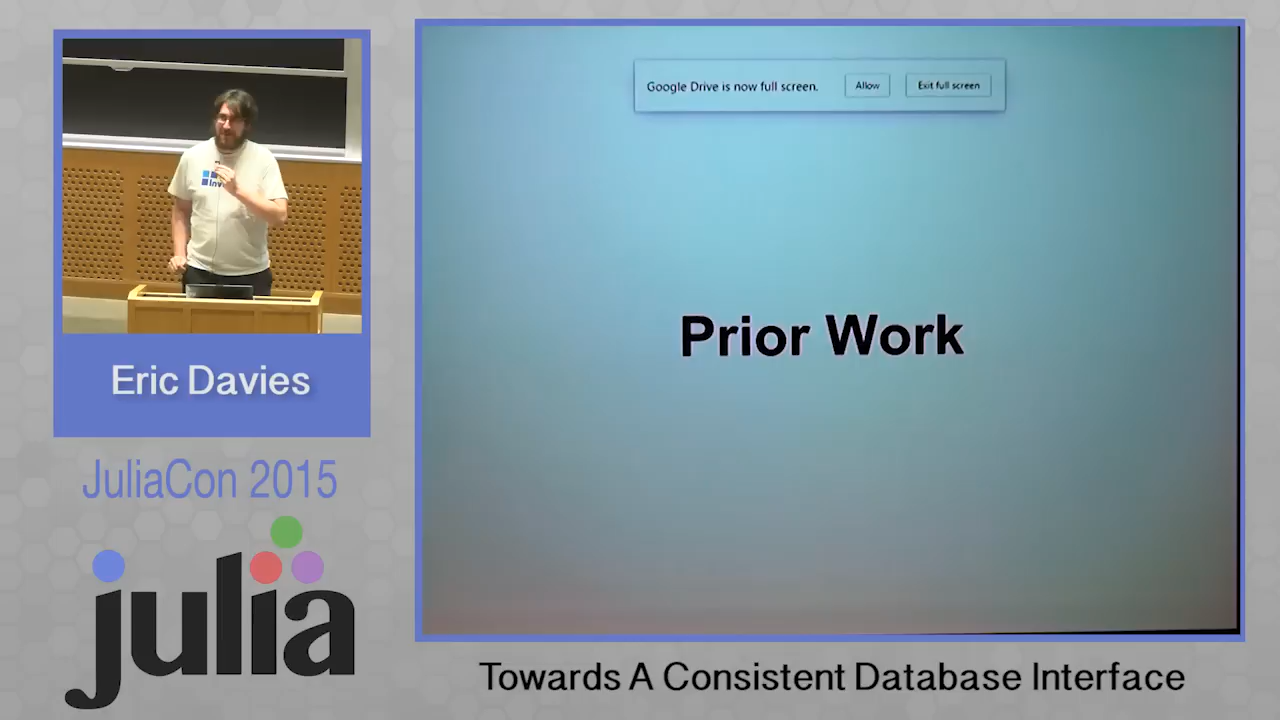 Google Drive is now full screen.
Allow
Exit full screen
Prior Work
Eric Davies
JuliaCon 2015
julia
Towards A Consistent Database Interface